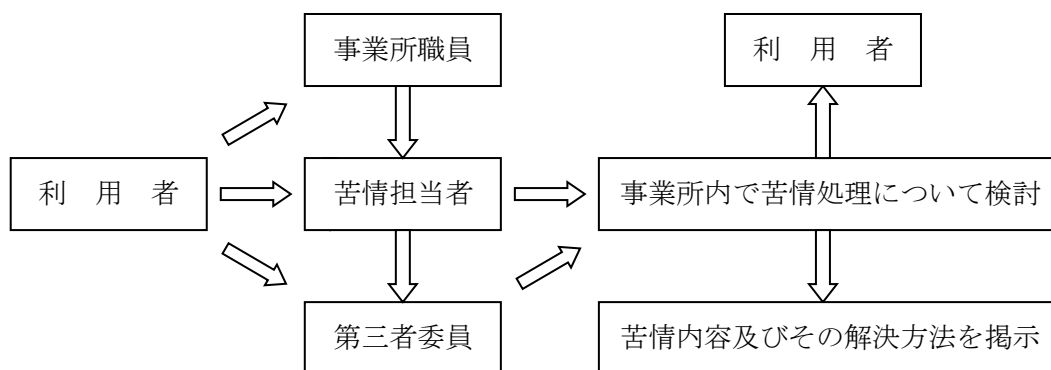 事業所職員
利　用　者
利　用　者
苦情担当者
事業所内で苦情処理について検討
第三者委員
苦情内容及びその解決方法を掲示